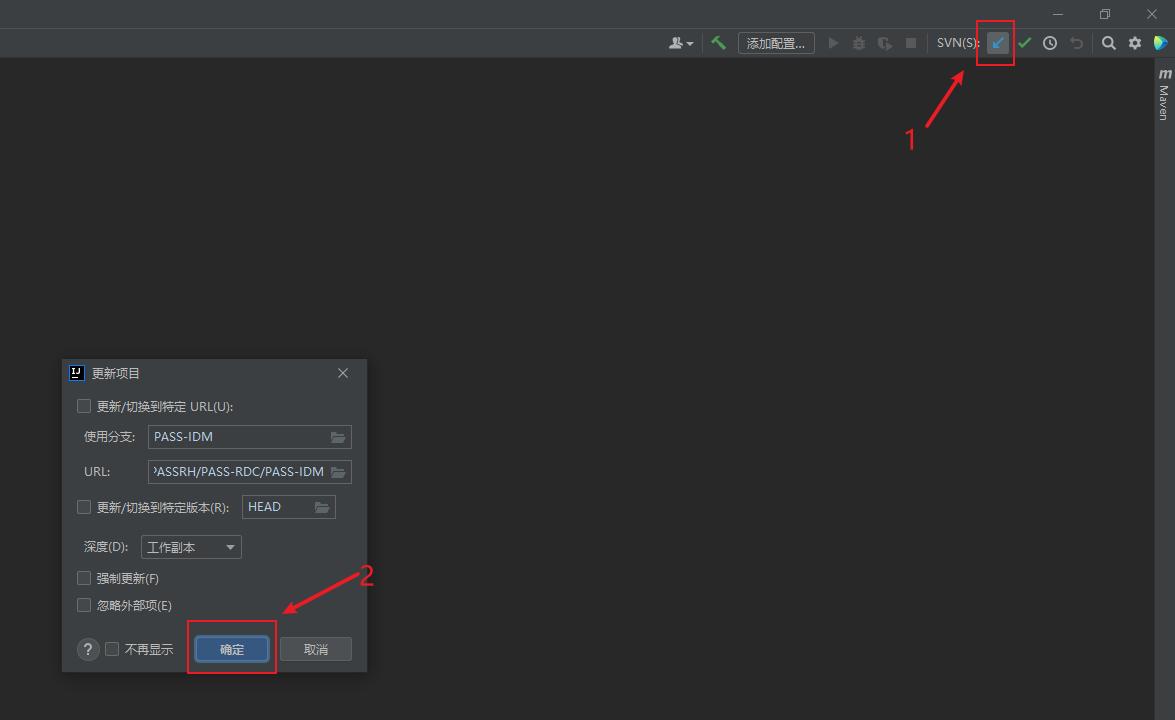 添加配置...
SVN(S):
m
Maven
1
IJ
更新项目
更新/切换到特定 URL(U):
使用分支: PASS-IDM
URL: PASSRH/PASS-RDC/PASS-IDM
更新/切换到特定版本(R): HEAD
深度(D): 工作副本
强制更新(F)
2
忽略外部项(E)
? 不再显示 确定 取消